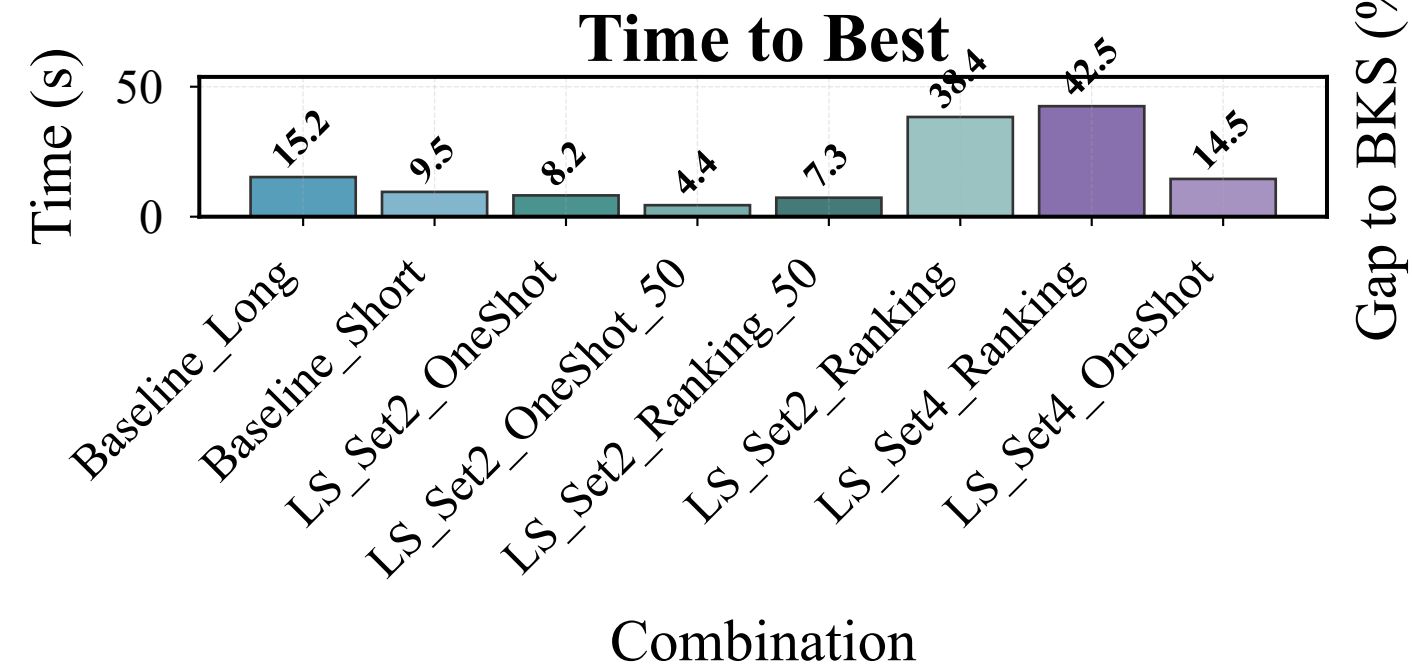 Time to Best
Time (s)
50
0
15.2
9.5
8.2
4.4
7.3
38.4
42.5
14.5
Baseline_Long
Baseline_Short
LS_Set2_OneShot
LS_Set2_OneShot_50
LS_Set2_Ranking_50
LS_Set2_Ranking
LS_Set4_Ranking
LS_Set4_OneShot
Combination
Gap to BKS (%